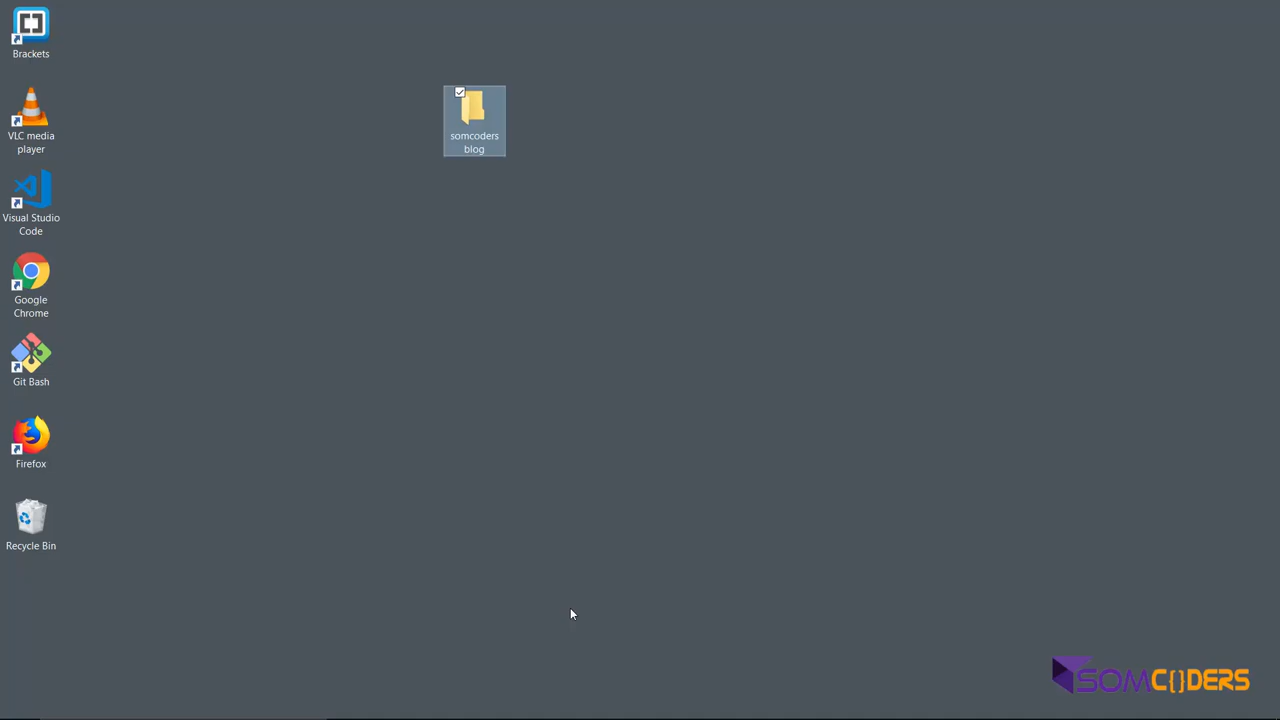 Brackets
VLC media
player
Visual Studio
Code
Google
Chrome
Git Bash
Firefox
Recycle Bin
somcoders
blog
SOMC{}DERS